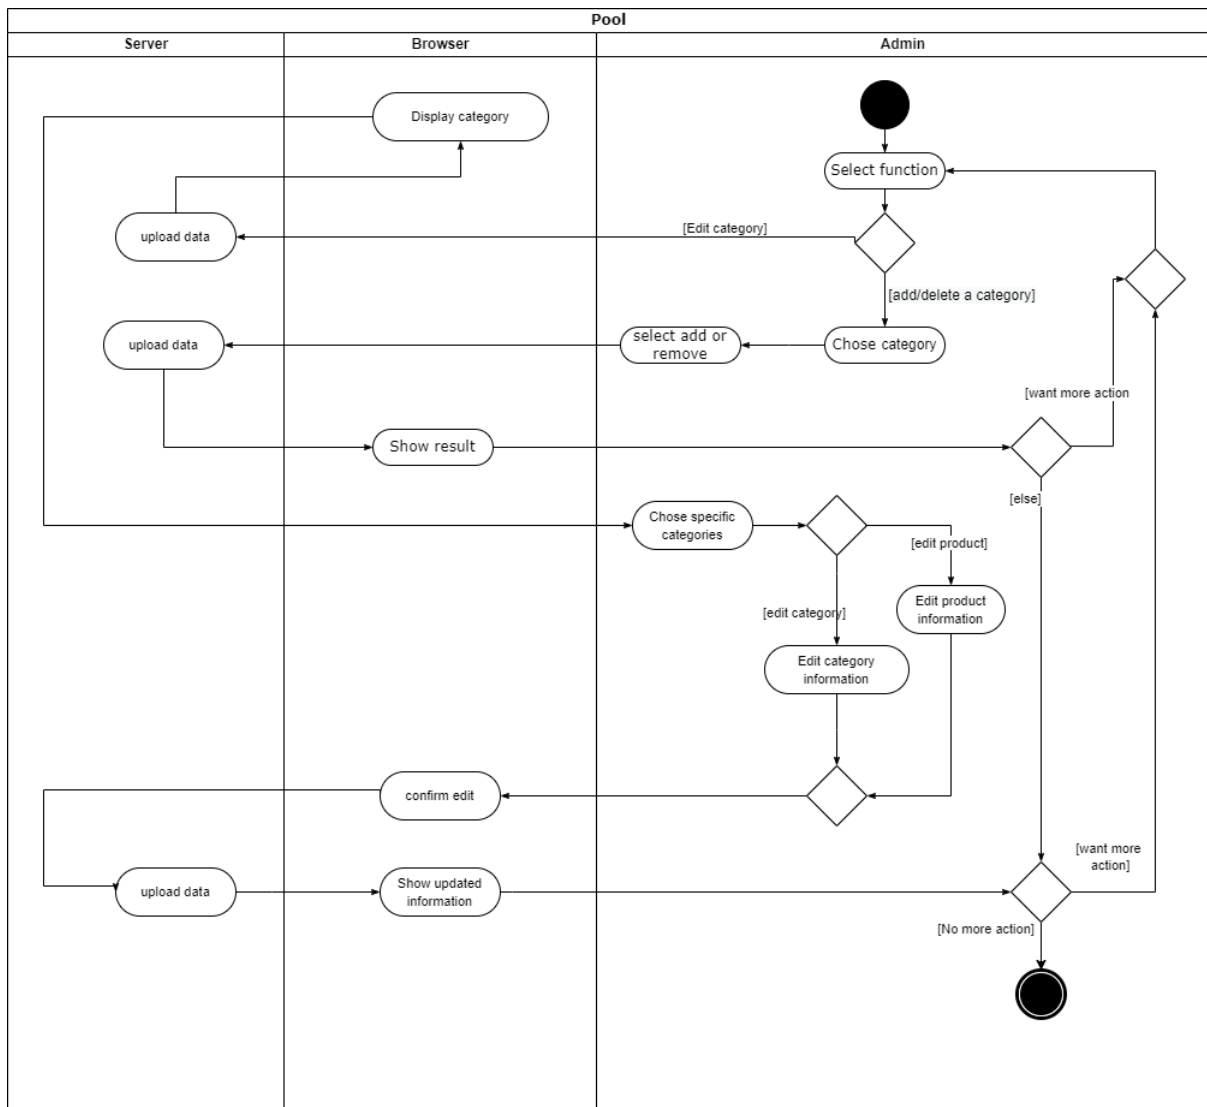 Pool
Server
Browser
Admin
Display category
Select function
upload data
[Edit category]
[add/delete a category]
upload data
select add or
remove
Chose category
[want more action
Show result
[else]
Chose specific
categories
[edit product]
Edit product
information
[edit category]
Edit category
information
confirm edit
[want more
action]
upload data
Show updated
information
[No more action]